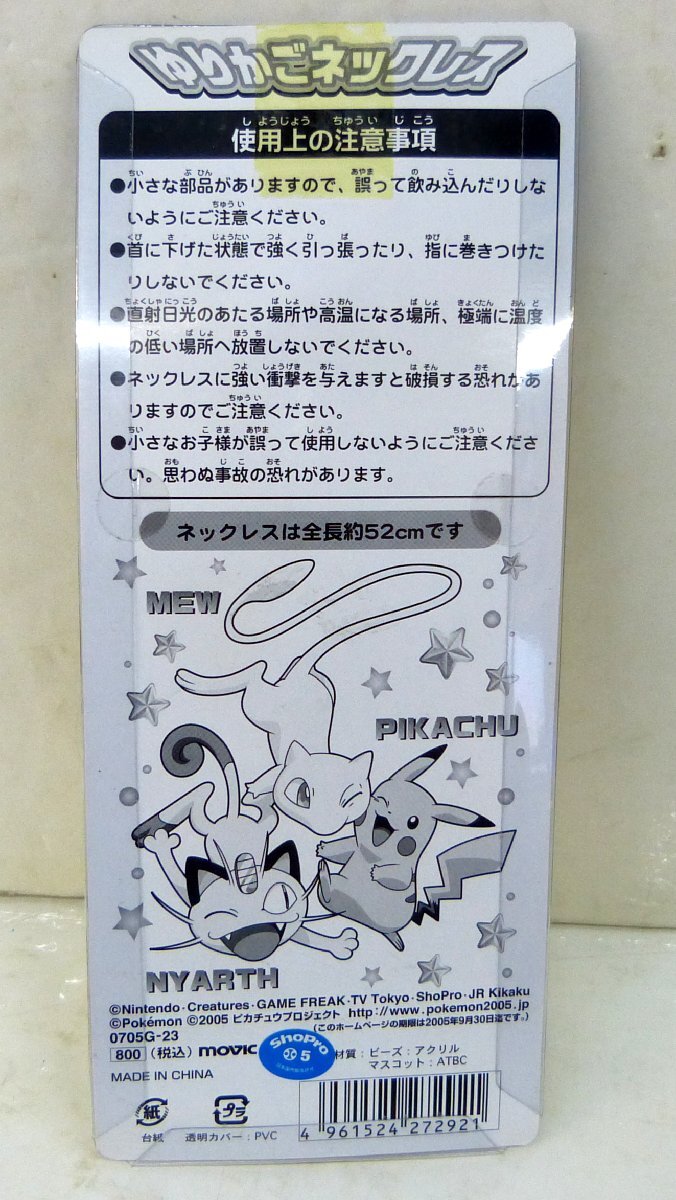 ゆりかごネックレス
使用上の注意事項
●小さな部品がありますので、誤って飲み込んだりしな
いようにご注意ください。
●首に下げた状態で強く引っ張ったり、指に巻きつけた
りしないでください。
●直射日光のあたる場所や高温になる場所、極端に温度
の低い場所へ放置しないでください。
●ネックレスに強い衝撃を与えますと破損する恐れがあ
りますのでご注意ください。
●小さなお子様が誤って使用しないようにご注意くださ
い。思わぬ事故の恐れがあります。
ネックレスは全長約52cmです
MEW
PIKACHU
NYARTH
©Nintendo・Creatures・GAME FREAK・TV Tokyo・ShoPro・JR Kikaku
©Pokémon ©2005 ピカチュウプロジェクト http://www.pokemon2005.jp
(このホームページの期限は2005年9月30日迄です。)
0705G-23
800 (税込) movic
ShoPro
小 5
材質：ビーズ：アクリル
マスコット：ATBC
MADE IN CHINA
紙
プラ
台紙 透明カバー：PVC
4 961524 272921